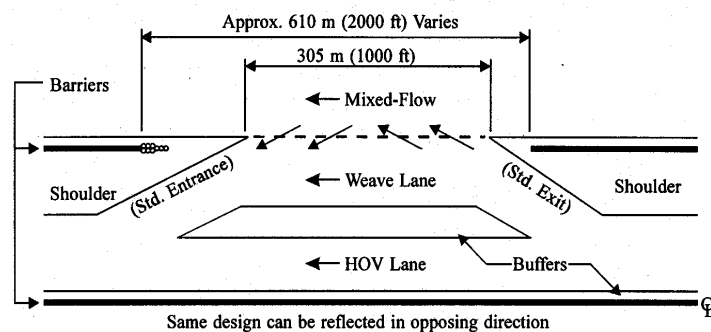 Approx. 610 m (2000 ft) Varies
305 m (1000 ft)
Barriers
Mixed-Flow
Shoulder
(Std. Entrance)
Weave Lane
(Std. Exit)
Shoulder
HOV Lane
Buffers
℄
Same design can be reflected in opposing direction